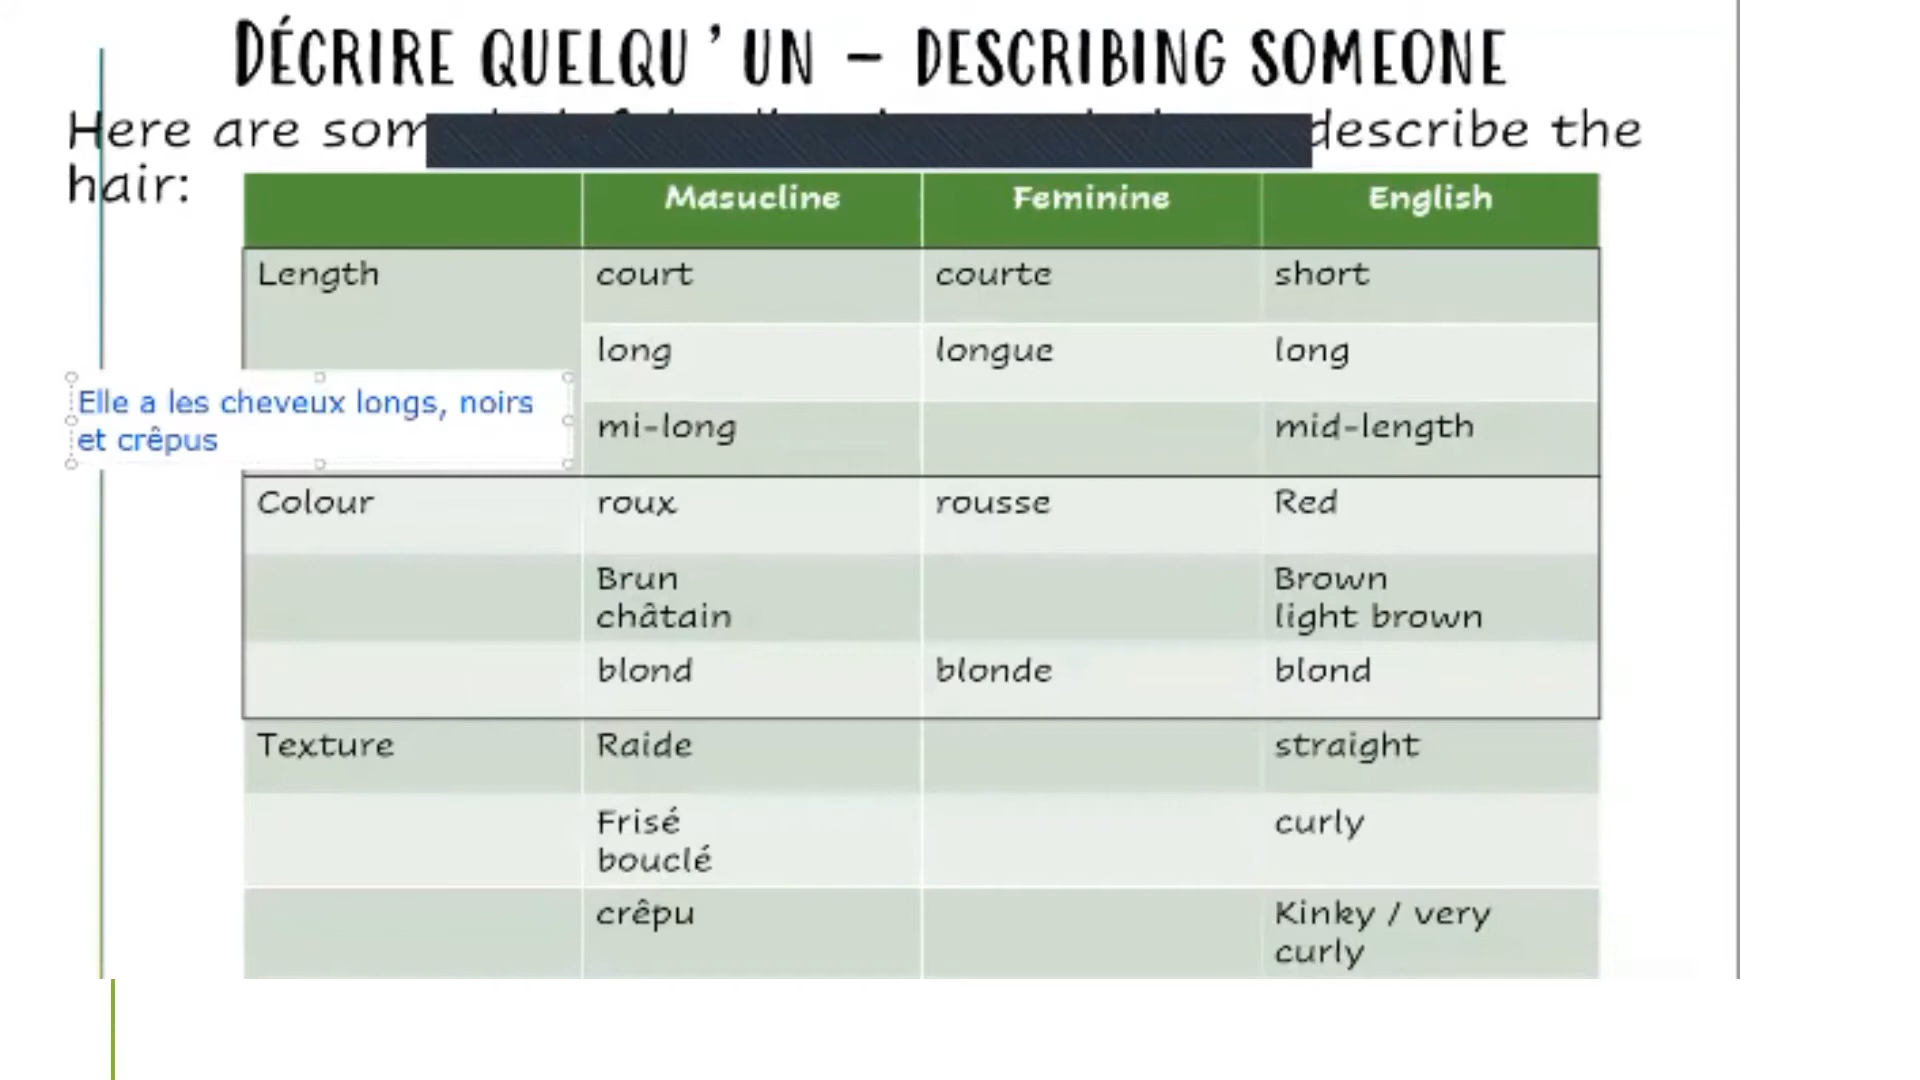 DÉCRIRE QUELQU'UN – DESCRIBING SOMEONE
Here are som describe the
hair:
Masucline Feminine English
Length court courte short
long longue long
Elle a les cheveux longs, noirs
et crêpus
mi-long mid-length
Colour roux rousse Red
Brun Brown
châtain light brown
blond blonde blond
Texture Raide straight
Frisé curly
bouclé
crêpu Kinky / very
curly